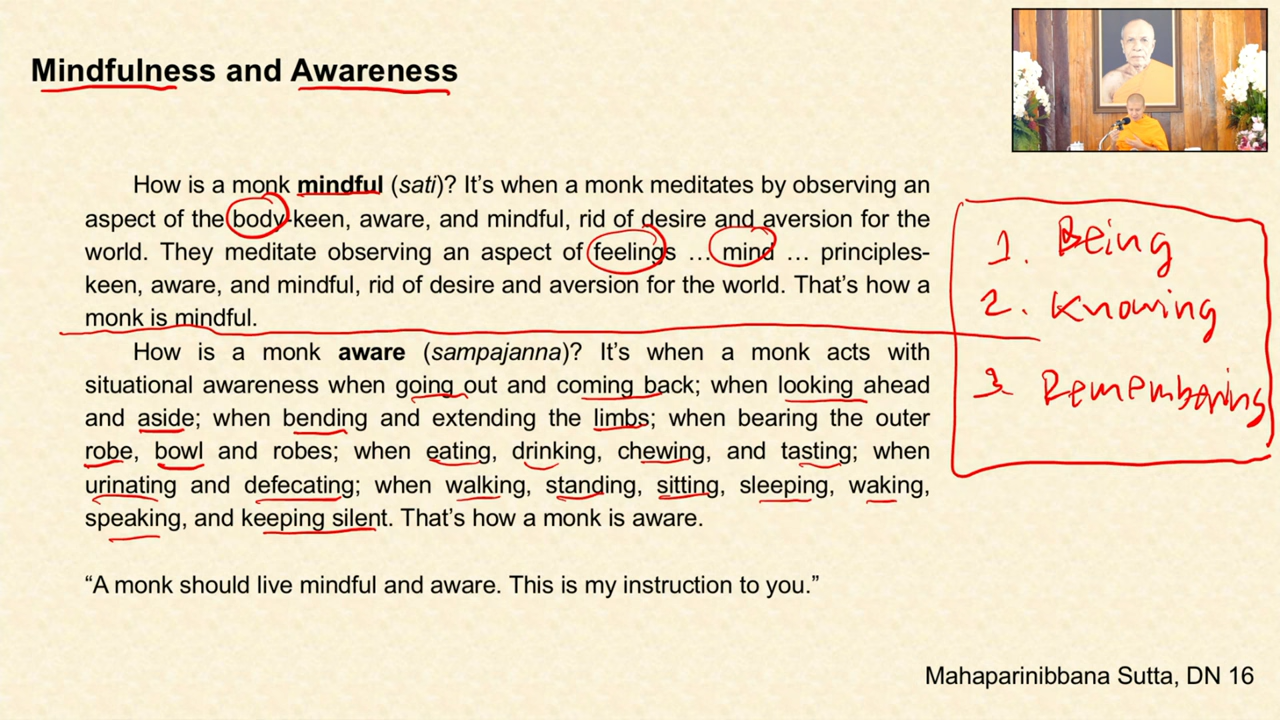 Mindfulness and Awareness
How is a monk mindful (sati)? It’s when a monk meditates by observing an
aspect of the body-keen, aware, and mindful, rid of desire and aversion for the
world. They meditate observing an aspect of feelings … mind … principles-
keen, aware, and mindful, rid of desire and aversion for the world. That’s how a
monk is mindful.
How is a monk aware (sampajanna)? It’s when a monk acts with
situational awareness when going out and coming back; when looking ahead
and aside; when bending and extending the limbs; when bearing the outer
robe, bowl and robes; when eating, drinking, chewing, and tasting; when
urinating and defecating; when walking, standing, sitting, sleeping, waking,
speaking, and keeping silent. That’s how a monk is aware.
“A monk should live mindful and aware. This is my instruction to you.”
Mahaparinibbana Sutta, DN 16
1. Being
2. Knowing
3. Remembering